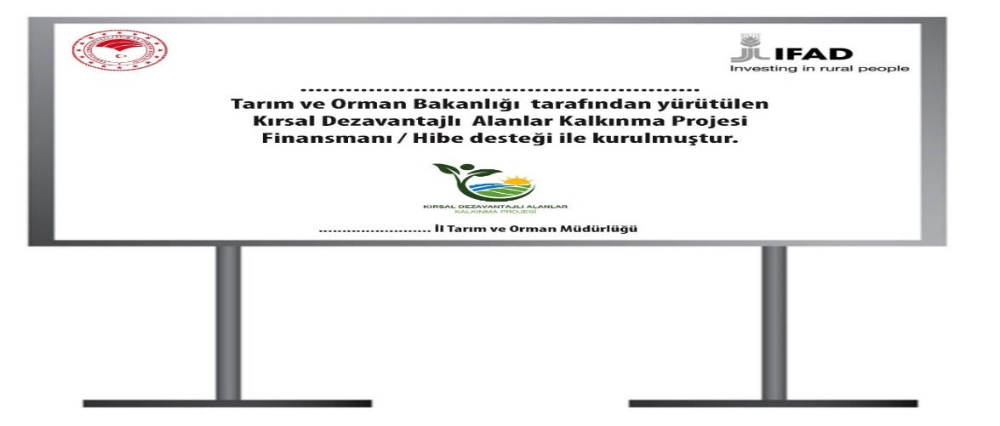 IFAD
Investing in rural people
......................................................
Tarım ve Orman Bakanlığı tarafından yürütülen
Kırsal Dezavantajlı Alanlar Kalkınma Projesi
Finansmanı / Hibe desteği ile kurulmuştur.
KIRSAL DEZAVANTAJLI ALANLAR
KALKINMA PROJESİ
........................ İl Tarım ve Orman Müdürlüğü